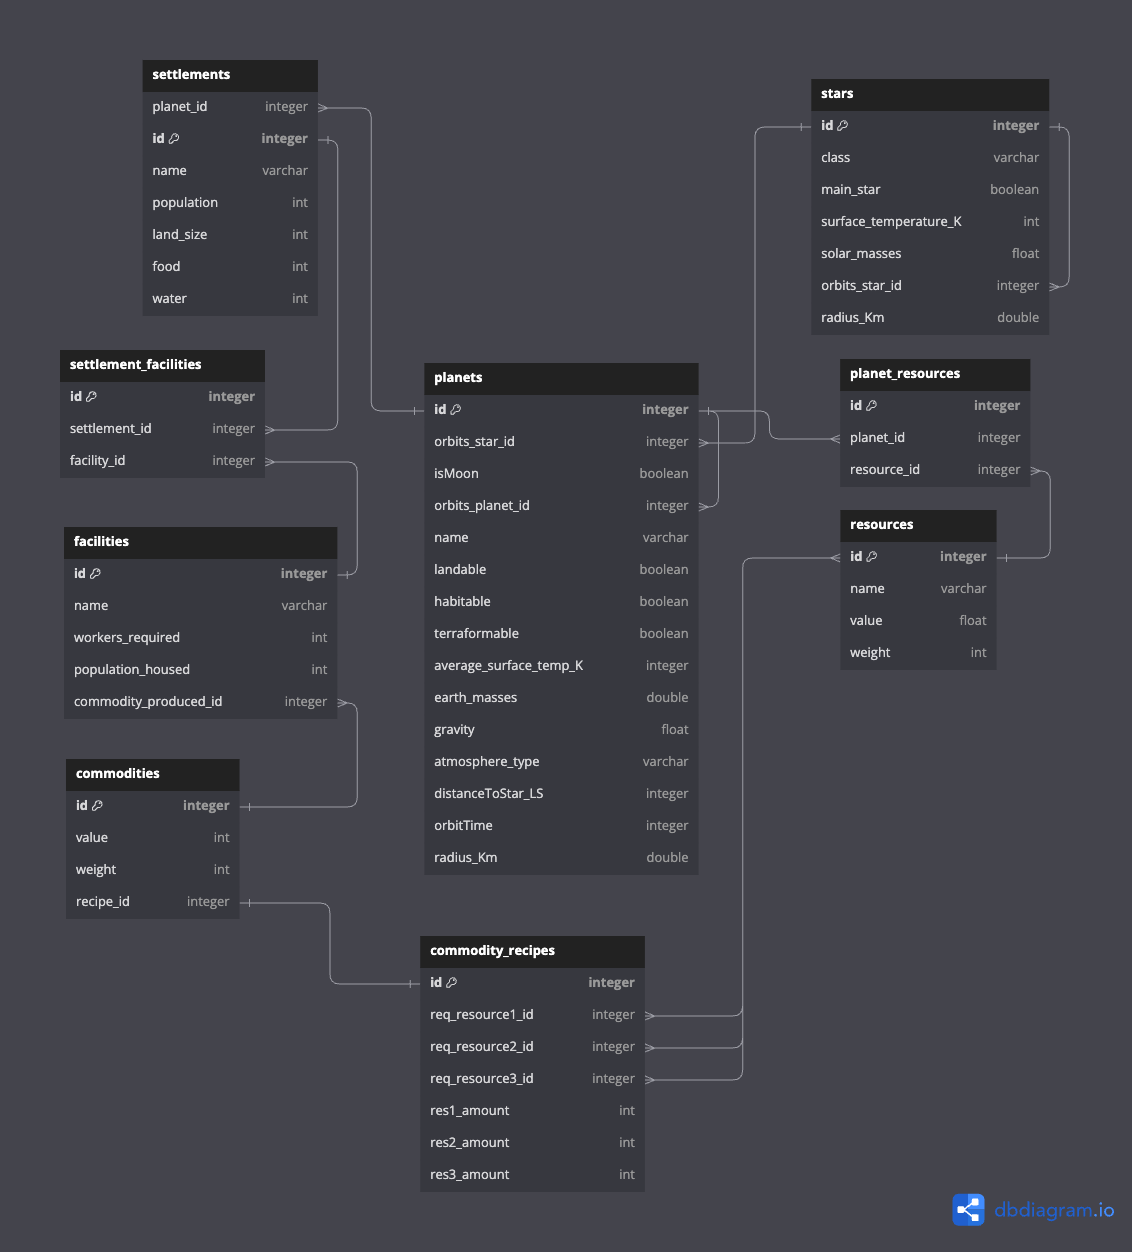 settlements
planet_id integer
id integer
name varchar
population int
land_size int
food int
water int
stars
id integer
class varchar
main_star boolean
surface_temperature_K int
solar_masses float
orbits_star_id integer
radius_Km double
settlement_facilities
id integer
settlement_id integer
facility_id integer
planets
id integer
orbits_star_id integer
isMoon boolean
orbits_planet_id integer
name varchar
landable boolean
habitable boolean
terraformable boolean
average_surface_temp_K integer
earth_masses double
gravity float
atmosphere_type varchar
distanceToStar_LS integer
orbitTime integer
radius_Km double
planet_resources
id integer
planet_id integer
resource_id integer
resources
id integer
name varchar
value float
weight int
facilities
id integer
name varchar
workers_required int
population_housed int
commodity_produced_id integer
commodities
id integer
value int
weight int
recipe_id integer
commodity_recipes
id integer
req_resource1_id integer
req_resource2_id integer
req_resource3_id integer
res1_amount int
res2_amount int
res3_amount int
dbdiagram.io